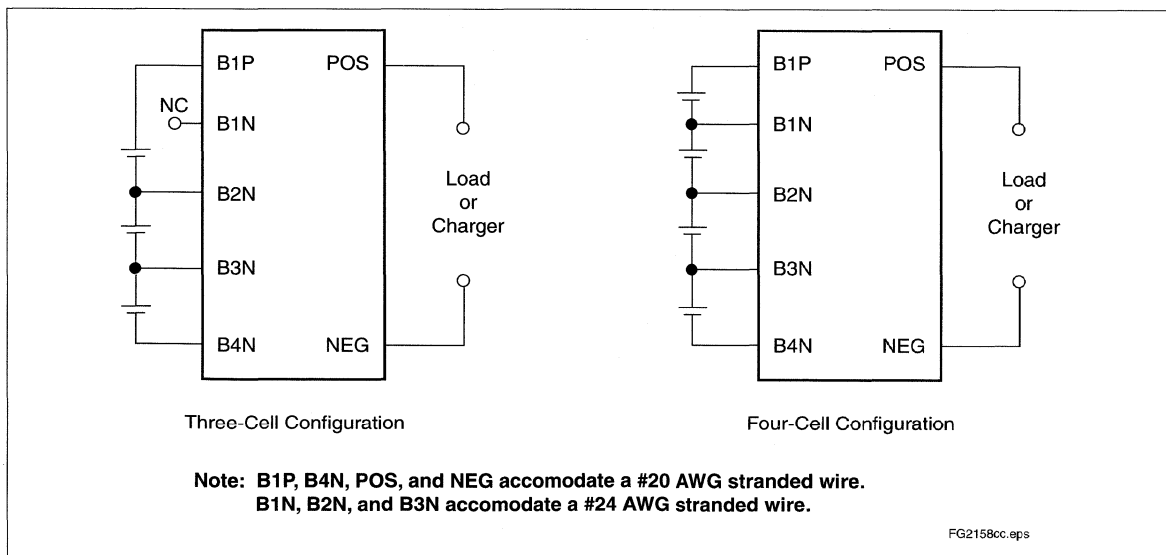 B1P POS
NC
B1N
B2N
B3N
B4N NEG
Load
or
Charger
Three-Cell Configuration
B1P POS
B1N
B2N
B3N
B4N NEG
Load
or
Charger
Four-Cell Configuration
Note: B1P, B4N, POS, and NEG accomodate a #20 AWG stranded wire.
B1N, B2N, and B3N accomodate a #24 AWG stranded wire.
FG2158cc.eps